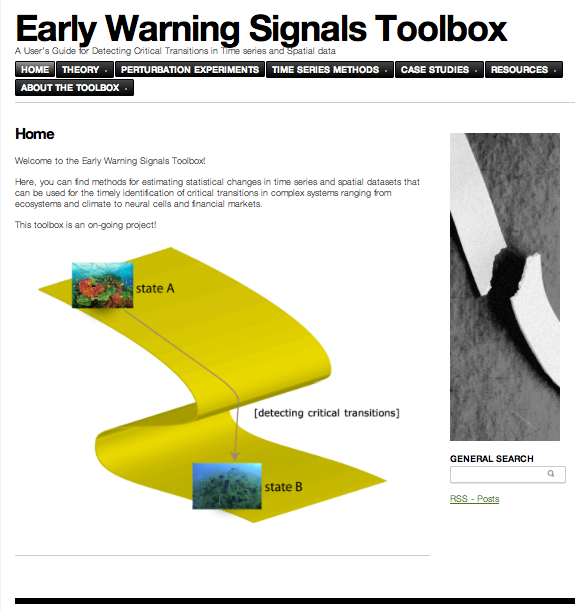 Early Warning Signals Toolbox
A User's Guide for Detecting Critical Transitions in Time series and Spatial data
HOME THEORY PERTURBATION EXPERIMENTS TIME SERIES METHODS CASE STUDIES RESOURCES
ABOUT THE TOOLBOX
Home
Welcome to the Early Warning Signals Toolbox!
Here, you can find methods for estimating statistical changes in time series and spatial datasets that
can be used for the timely identification of critical transitions in complex systems ranging from
ecosystems and climate to neural cells and financial markets.
This toolbox is an on-going project!
state A
[detecting critical transitions]
state B
GENERAL SEARCH
RSS - Posts